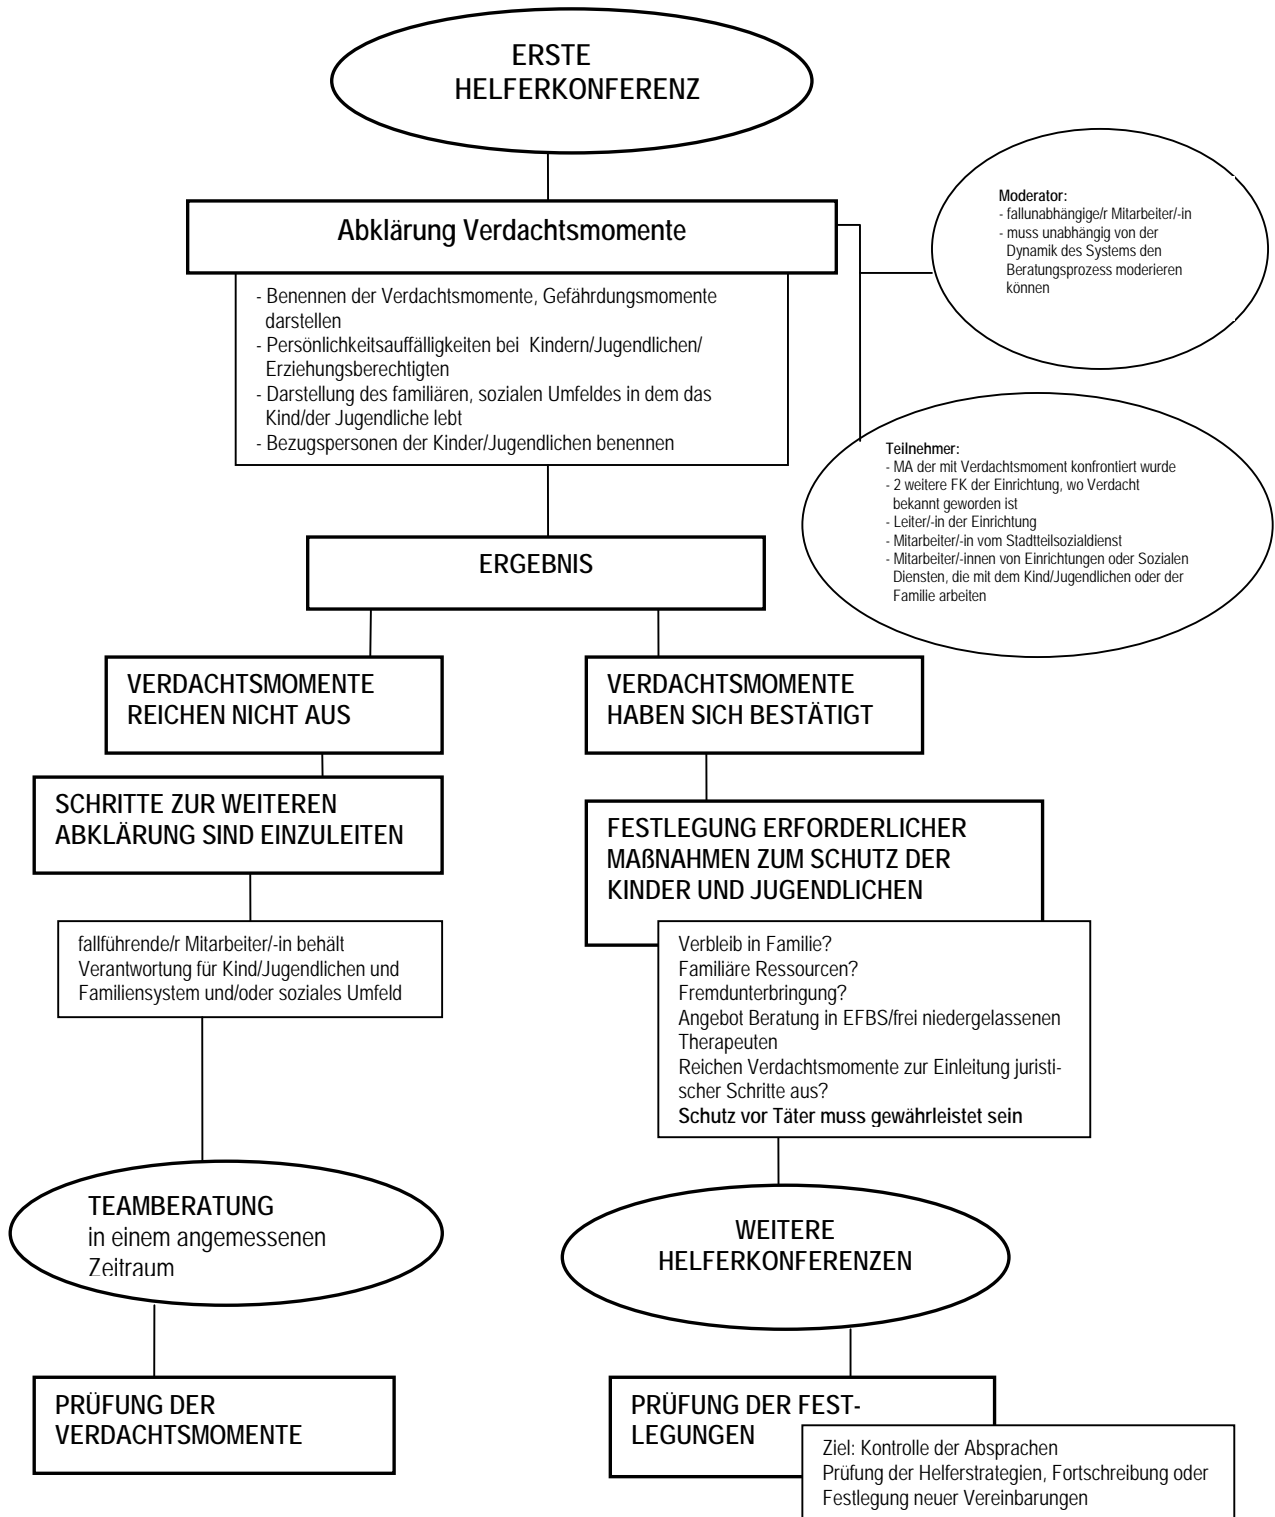 ERSTE
HELFERKONFERENZ
Abklärung Verdachtsmomente
- Benennen der Verdachtsmomente, Gefährdungsmomente
darstellen
- Persönlichkeitsauffälligkeiten bei Kindern/Jugendlichen/
Erziehungsberechtigten
- Darstellung des familiären, sozialen Umfeldes in dem das
Kind/der Jugendliche lebt
- Bezugspersonen der Kinder/Jugendlichen benennen
Moderator:
- fallunabhängige/r Mitarbeiter/-in
- muss unabhängig von der
Dynamik des Systems den
Beratungsprozess moderieren
können
Teilnehmer:
- MA der mit Verdachtsmoment konfrontiert wurde
- 2 weitere FK der Einrichtung, wo Verdacht
bekannt geworden ist
- Leiter/-in der Einrichtung
- Mitarbeiter/-in vom Stadtteilsozialdienst
- Mitarbeiter/-innen von Einrichtungen oder Sozialen
Diensten, die mit dem Kind/Jugendlichen oder der
Familie arbeiten
ERGEBNIS
VERDACHTSMOMENTE
REICHEN NICHT AUS
SCHRITTE ZUR WEITEREN
ABKLÄRUNG SIND EINZULEITEN
fallführende/r Mitarbeiter/-in behält
Verantwortung für Kind/Jugendlichen und
Familiensystem und/oder soziales Umfeld
TEAMBERATUNG
in einem angemessenen
Zeitraum
PRÜFUNG DER
VERDACHTSMOMENTE
VERDACHTSMOMENTE
HABEN SICH BESTÄTIGT
FESTLEGUNG ERFORDERLICHER
MAßNAHMEN ZUM SCHUTZ DER
KINDER UND JUGENDLICHEN
Verbleib in Familie?
Familiäre Ressourcen?
Fremdunterbringung?
Angebot Beratung in EFBS/frei niedergelassenen
Therapeuten
Reichen Verdachtsmomente zur Einleitung juristi-
scher Schritte aus?
Schutz vor Täter muss gewährleistet sein
WEITERE
HELFERKONFERENZEN
PRÜFUNG DER FEST-
LEGUNGEN
Ziel: Kontrolle der Absprachen
Prüfung der Helferstrategien, Fortschreibung oder
Festlegung neuer Vereinbarungen